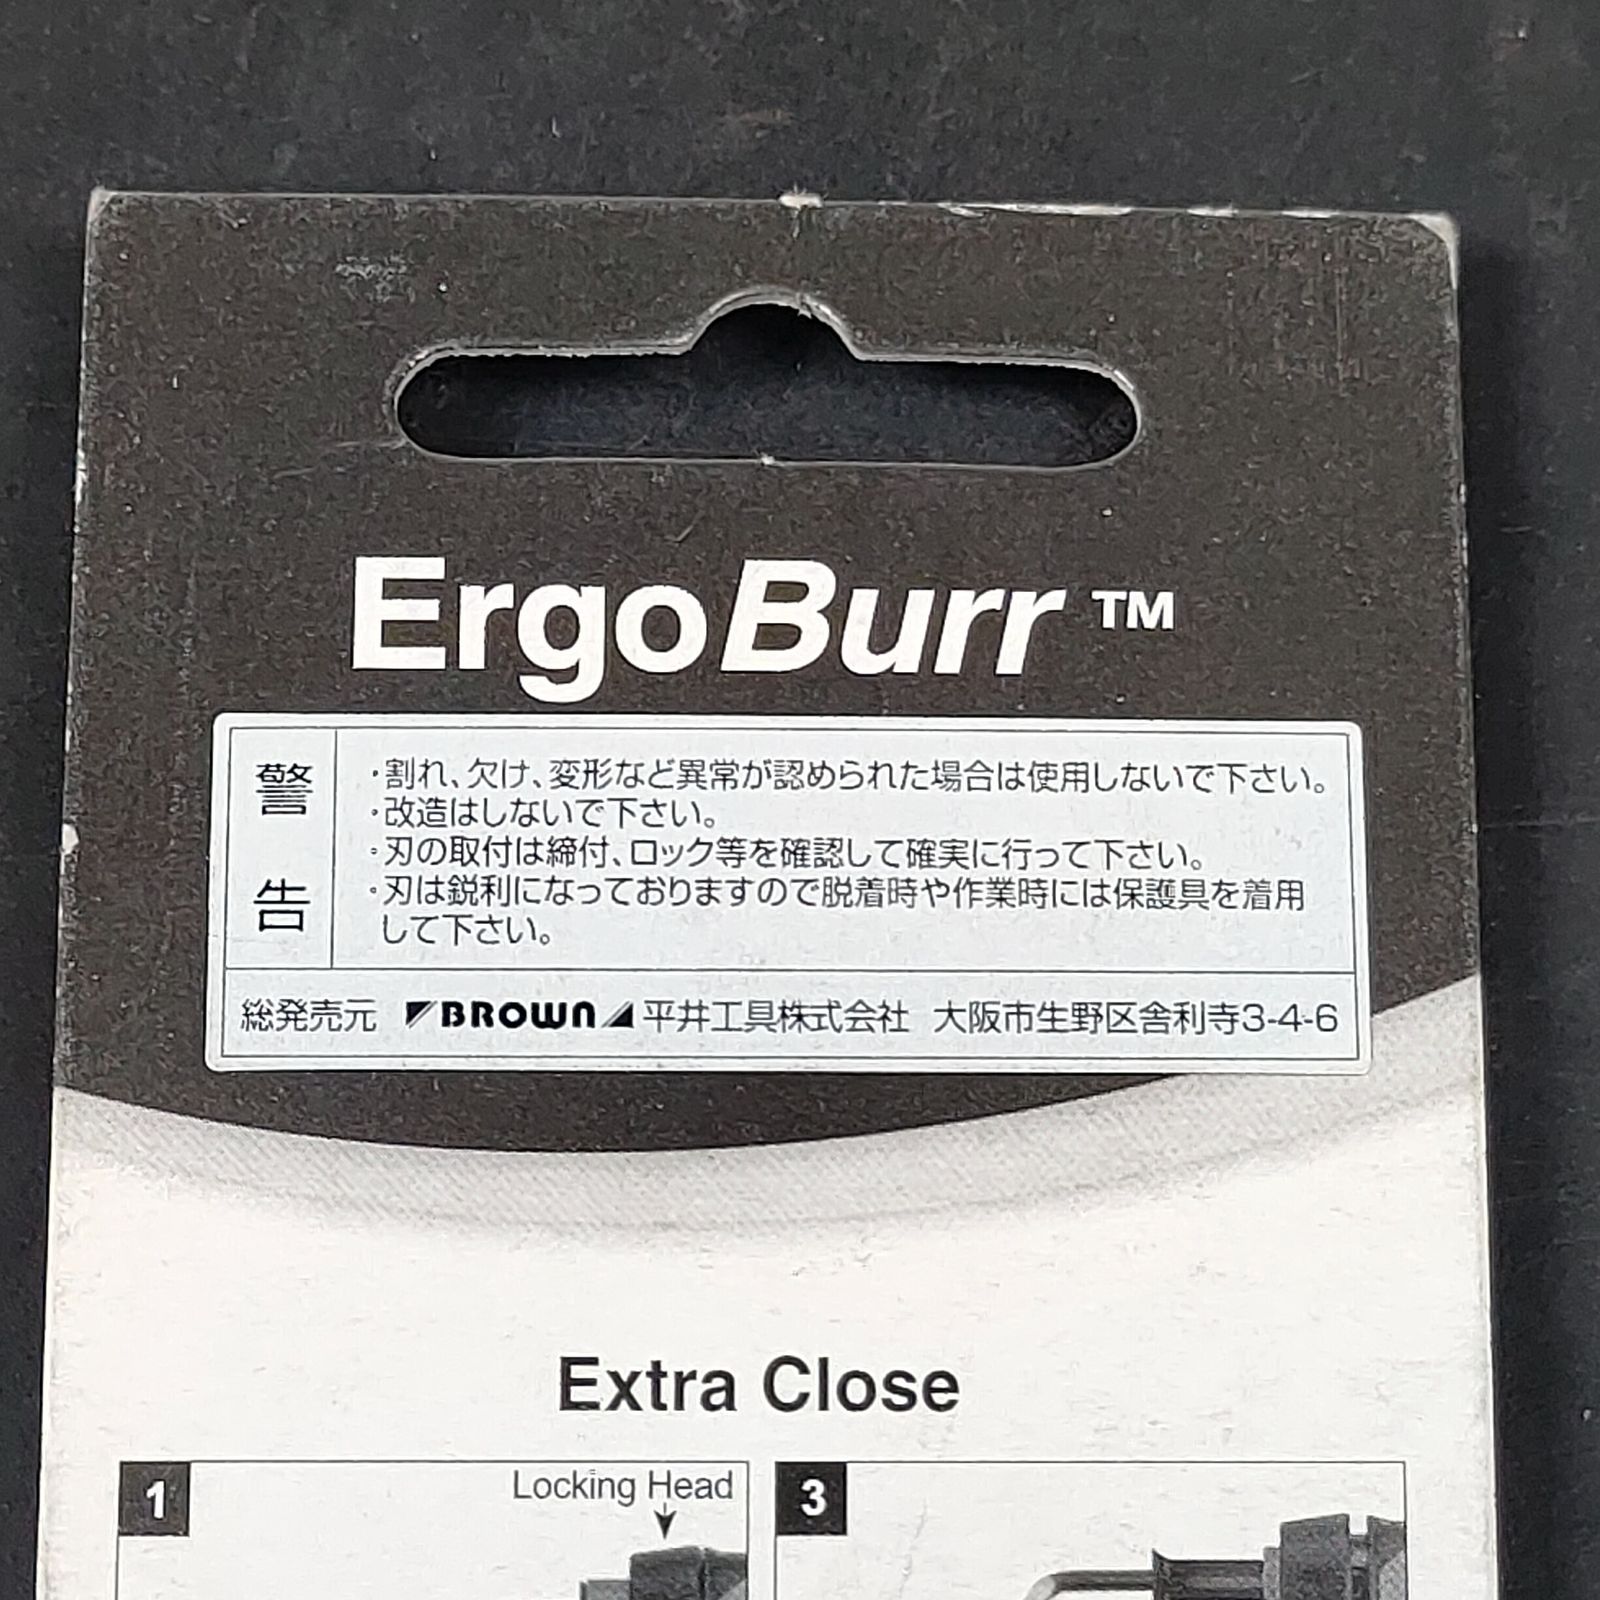 ErgoBurr™
警告
・割れ、欠け、変形など異常が認められた場合は使用しないで下さい。
・改造はしないで下さい。
・刃の取付は締付、ロック等を確認して確実に行って下さい。
・刃は鋭利になっておりますので脱着時や作業時には保護具を着用
して下さい。
総発売元 BROWN 平井工具株式会社 大阪市生野区舎利寺3-4-6
Extra Close
1 Locking Head
3